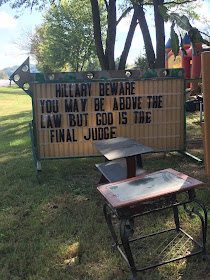 HILLARY BEWARE
YOU MAY BE ABOVE THE
LAW BUT GOD IS THE
FINAL JUDGE